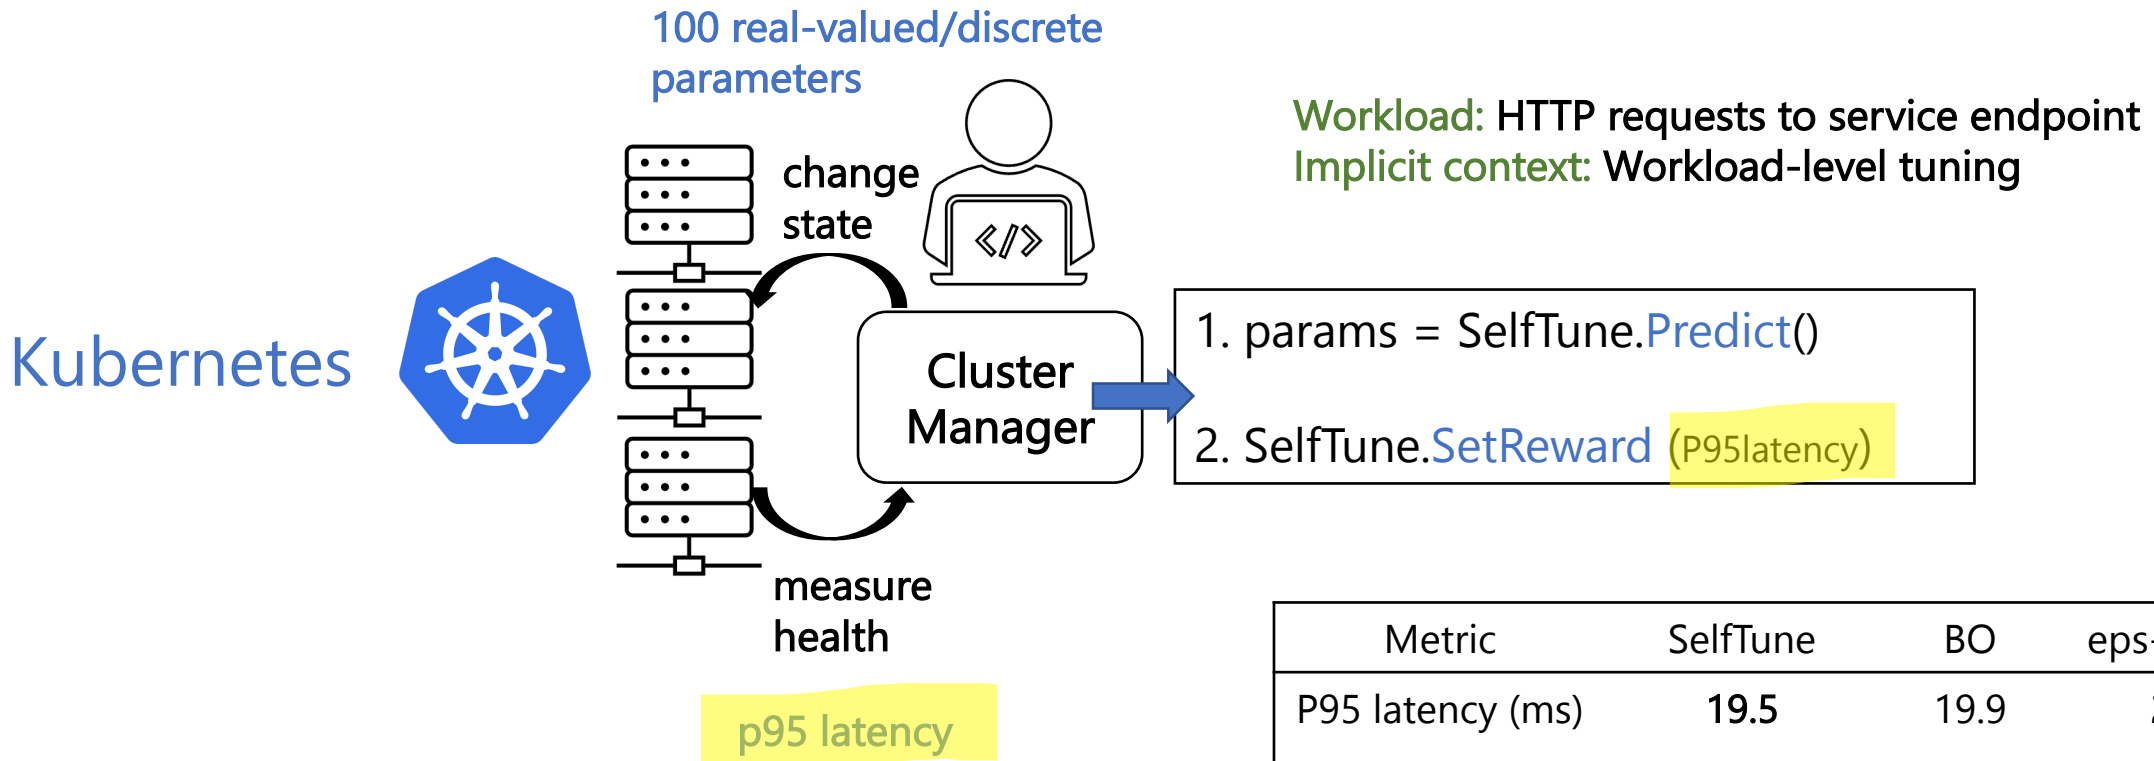 100 real-valued/discrete
parameters
Workload: HTTP requests to service endpoint
Implicit context: Workload-level tuning
change
state
</>
Kubernetes
Cluster
Manager
1. params = SelfTune.Predict()
2. SelfTune.SetReward (P95latency)
measure
health
p95 latency
Metric SelfTune BO
P95 latency (ms) 19.5 19.9